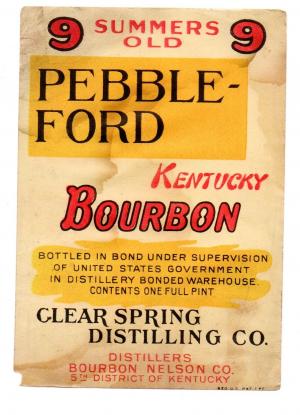 9 SUMMERS 9
OLD
PEBBLE-
FORD
KENTUCKY
BOURBON
BOTTLED IN BOND UNDER SUPERVISION
OF UNITED STATES GOVERNMENT
IN DISTILLERY BONDED WAREHOUSE.
CONTENTS ONE FULL PINT
CLEAR SPRING
DISTILLING CO.
DISTILLERS
BOURBON NELSON CO.
5TH DISTRICT OF KENTUCKY